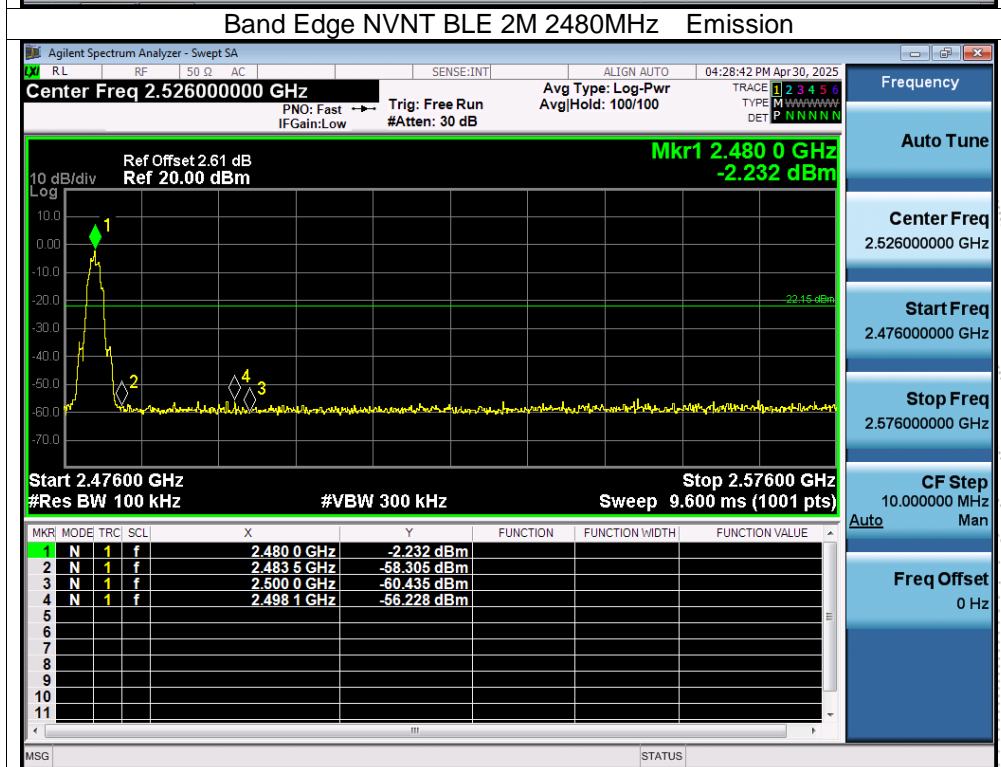 Band Edge NVNT BLE 2M 2480MHz Emission
Agilent Spectrum Analyzer - Swept SA
LXI RL RF 50 Ω AC SENSE:INT ALIGN AUTO 04:28:42 PM Apr 30, 2025
Center Freq 2.526000000 GHz
PNO: Fast
IFGain:Low
Trig: Free Run
#Atten: 30 dB
Avg Type: Log-Pwr
Avg|Hold: 100/100
TRACE 1 2 3 4 5 6
TYPE M WWWWW
DET P N N N N N
Mkr1 2.480 0 GHz
-2.232 dBm
Ref Offset 2.61 dB
Ref 20.00 dBm
10 dB/div
Log
10.0
0.00
-10.0
-20.0
-30.0
-40.0
-50.0
-60.0
-70.0
1
2
4
3
-22.15 dBm
Start 2.47600 GHz
Stop 2.57600 GHz
#Res BW 100 kHz
#VBW 300 kHz
Sweep 9.600 ms (1001 pts)
MKR MODE TRC SCL X Y FUNCTION FUNCTION WIDTH FUNCTION VALUE
1 N 1 f 2.480 0 GHz -2.232 dBm
2 N 1 f 2.483 5 GHz -58.305 dBm
3 N 1 f 2.500 0 GHz -60.435 dBm
4 N 1 f 2.498 1 GHz -56.228 dBm
5
6
7
8
9
10
11
MSG
STATUS
Frequency
Auto Tune
Center Freq
2.526000000 GHz
Start Freq
2.476000000 GHz
Stop Freq
2.576000000 GHz
CF Step
10.000000 MHz
Auto Man
Freq Offset
0 Hz